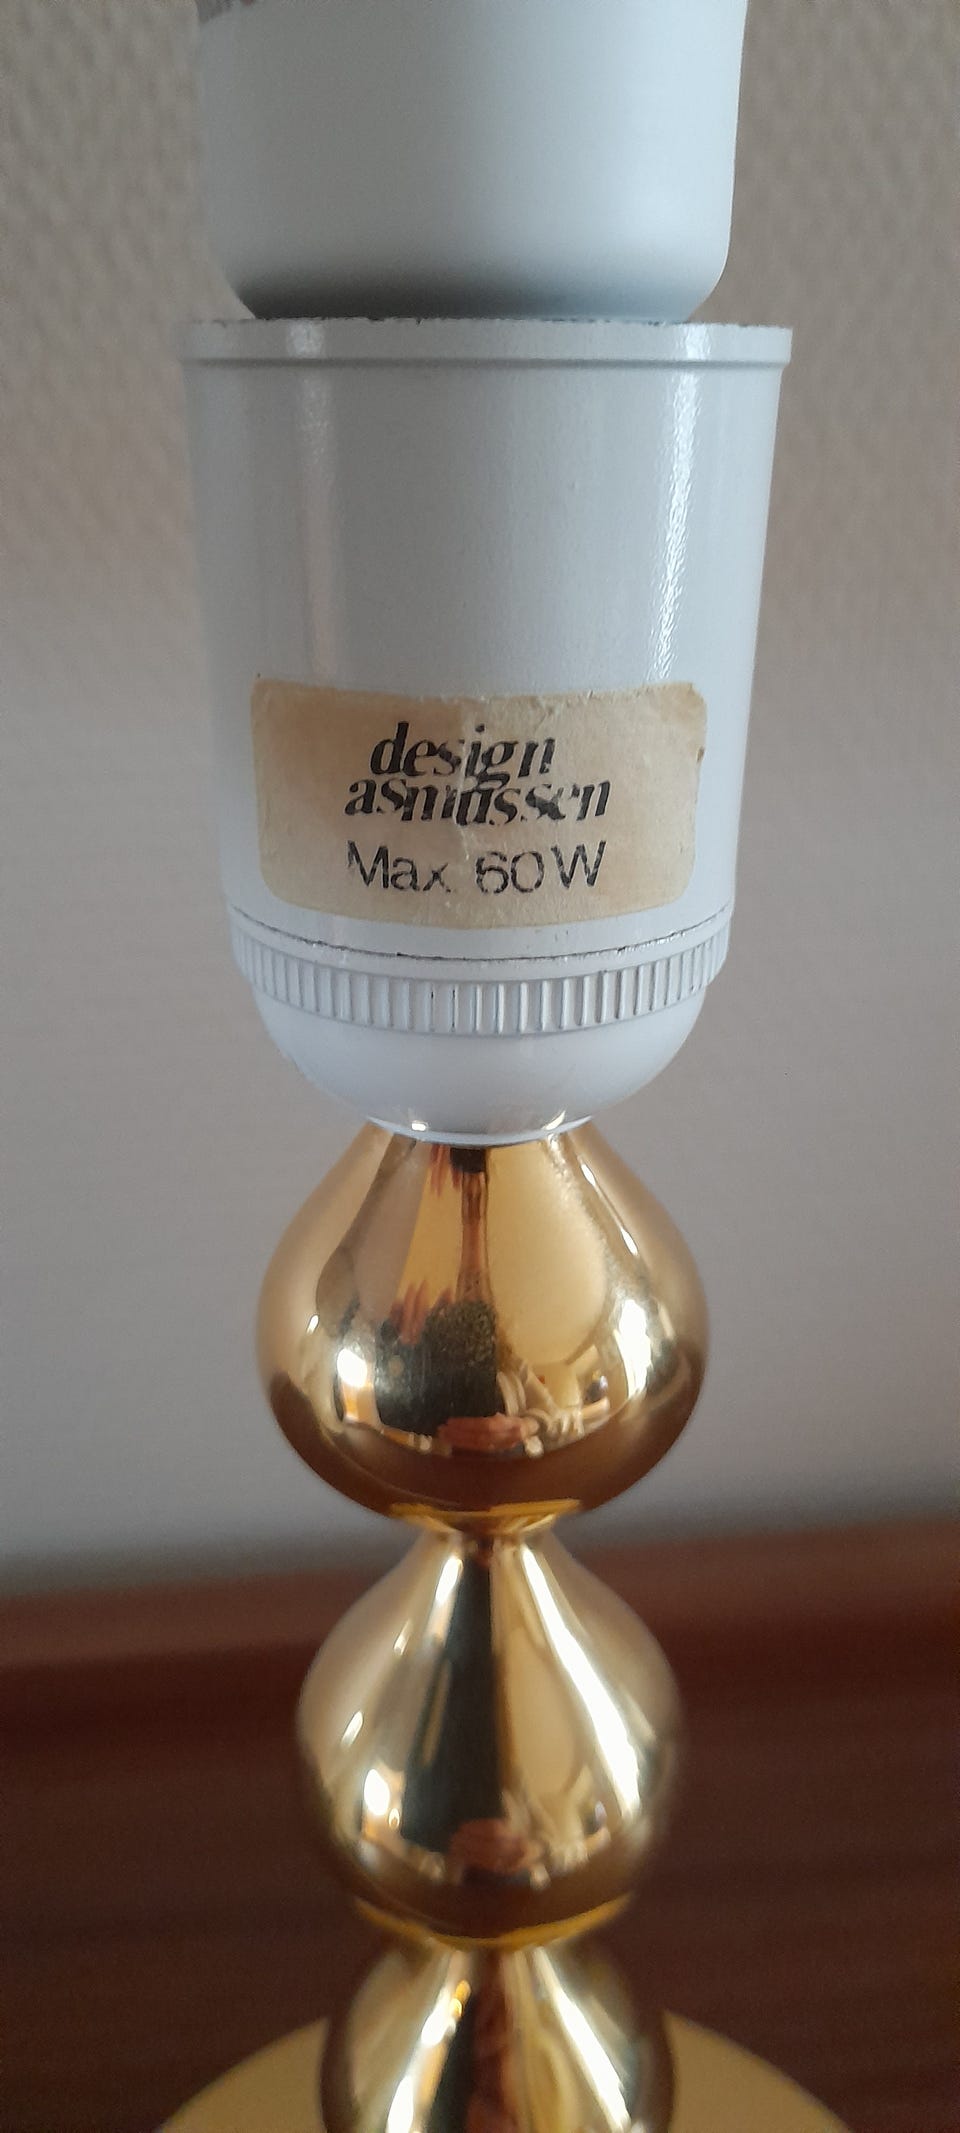 design
asmussen
Max 60W